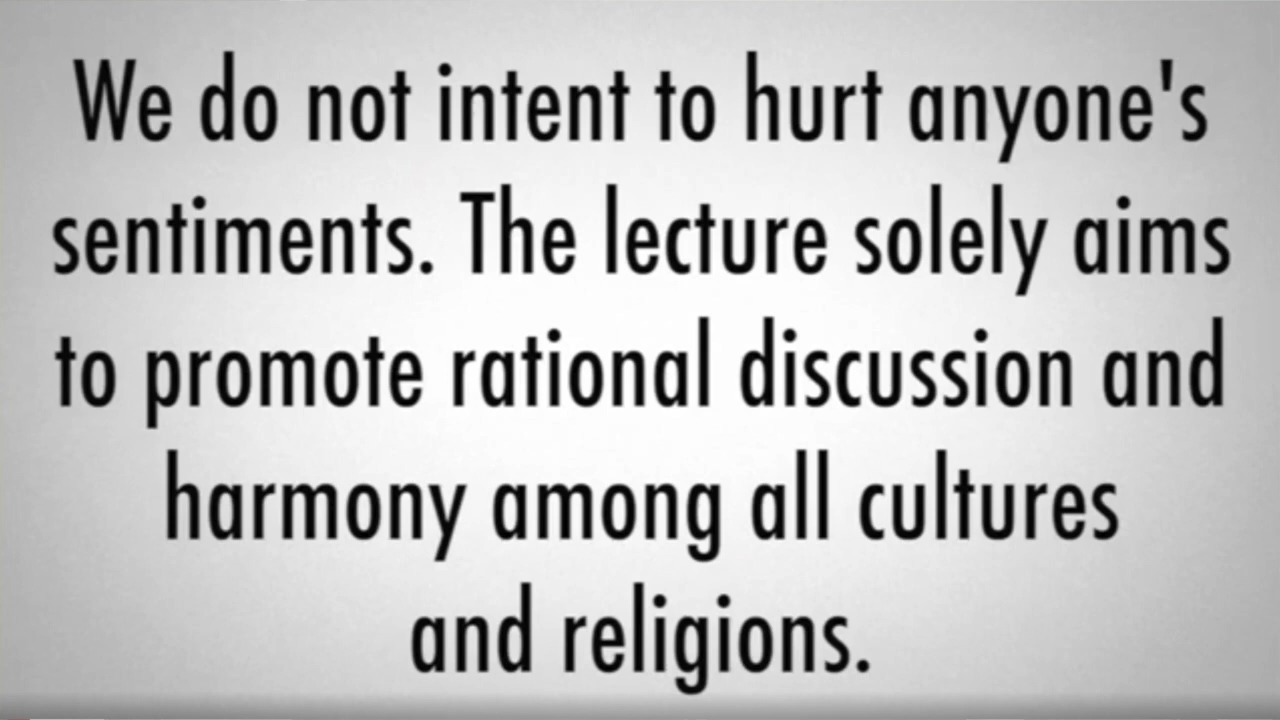 We do not intent to hurt anyone's
sentiments. The lecture solely aims
to promote rational discussion and
harmony among all cultures
and religions.